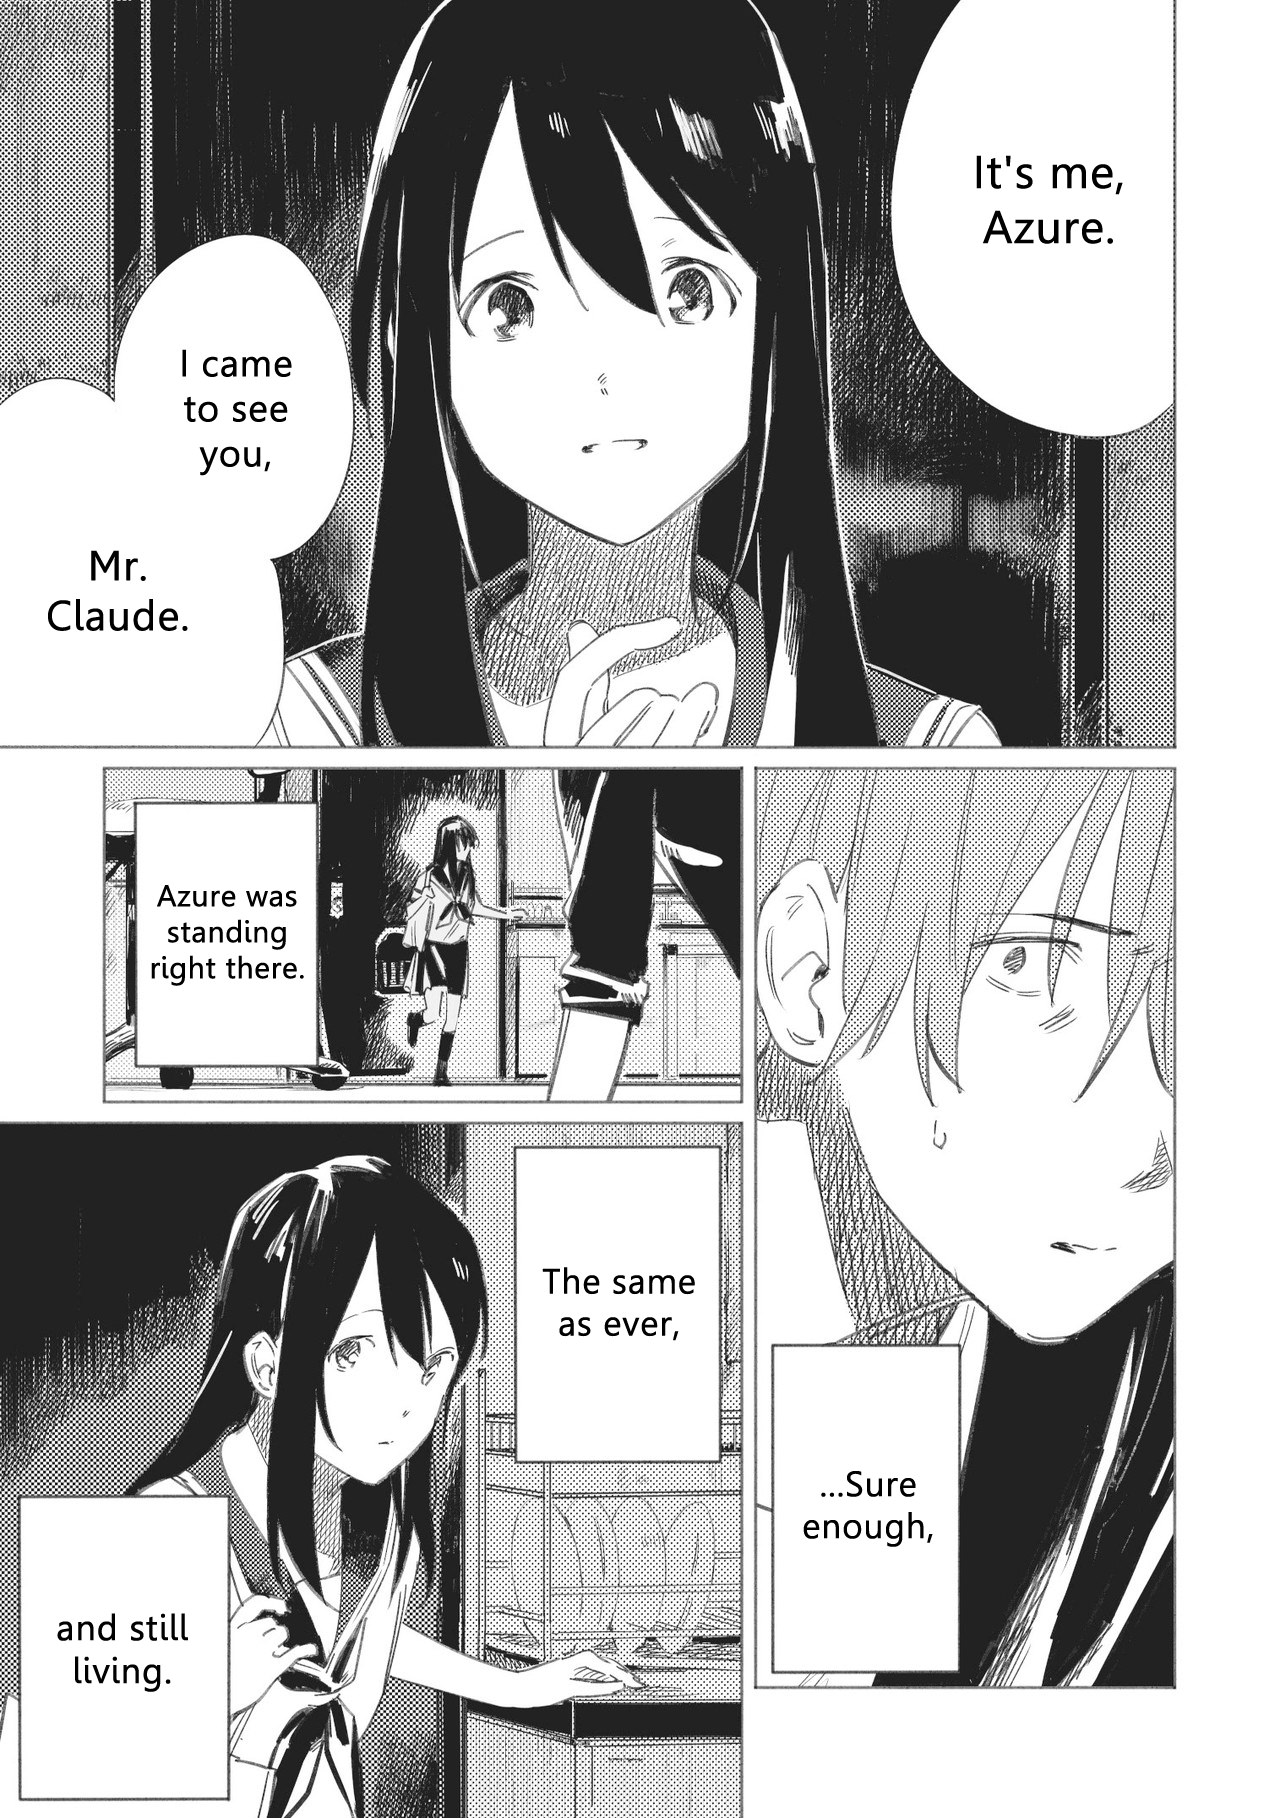 It's me,
Azure.
I came
to see
you,
Mr.
Claude.
...Sure
enough,
Azure was
standing
right there.
The same
as ever,
and still
living.